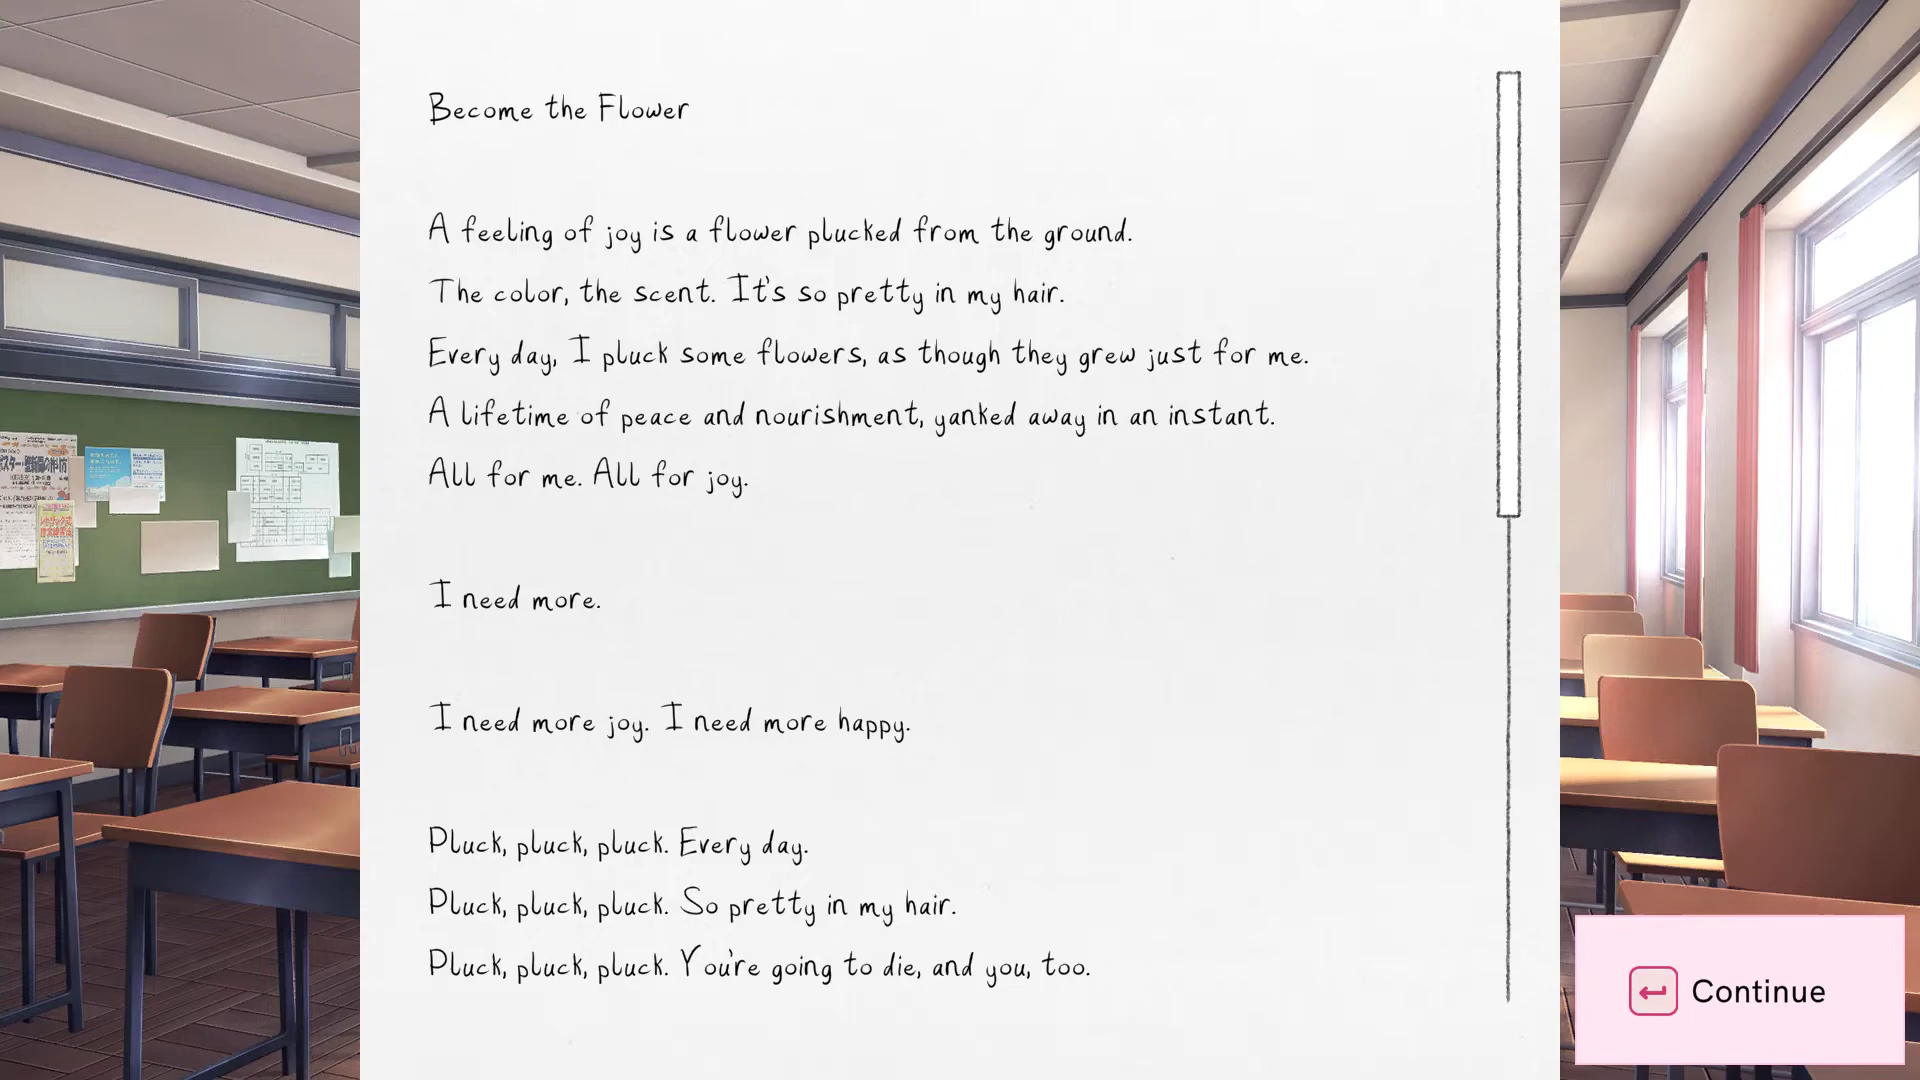 Become the Flower
A feeling of joy is a flower plucked from the ground.
The color, the scent. It's so pretty in my hair.
Every day, I pluck some flowers, as though they grew just for me.
A lifetime of peace and nourishment, yanked away in an instant.
All for me. All for joy.
I need more.
I need more joy. I need more happy.
Pluck, pluck, pluck. Every day.
Pluck, pluck, pluck. So pretty in my hair.
Pluck, pluck, pluck. You're going to die, and you, too.
Continue